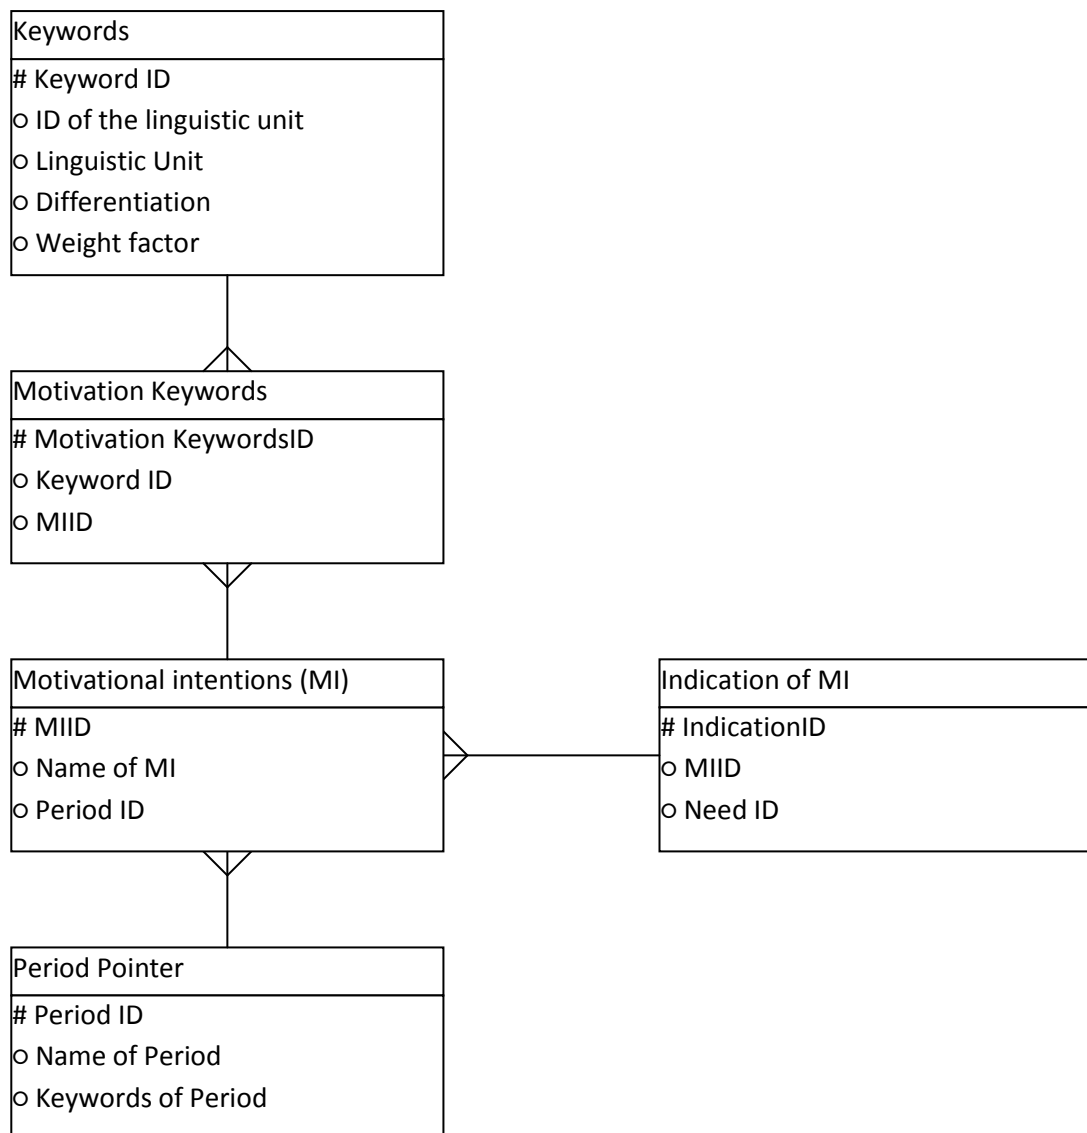 Keywords
# Keyword ID
o ID of the linguistic unit
o Linguistic Unit
o Differentiation
o Weight factor
Motivation Keywords
# Motivation KeywordsID
o Keyword ID
o MIID
Motivational intentions (MI)
# MIID
o Name of MI
o Period ID
Indication of MI
# IndicationID
o MIID
o Need ID
Period Pointer
# Period ID
o Name of Period
o Keywords of Period